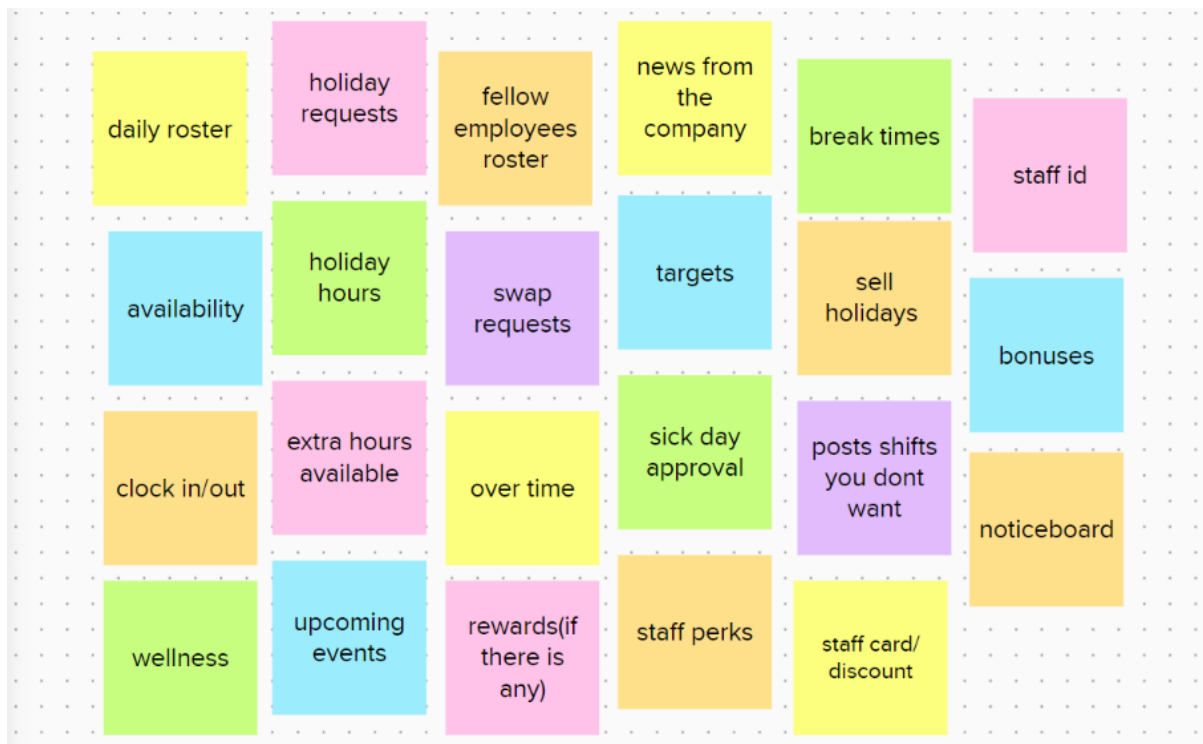 daily roster
holiday
requests
fellow
employees
roster
news from
the
company
break times
staff id
availability
holiday
hours
swap
requests
targets
sell
holidays
bonuses
clock in/out
extra hours
available
over time
sick day
approval
posts shifts
you dont
want
noticeboard
wellness
upcoming
events
rewards(if
there is
any)
staff perks
staff card/
discount